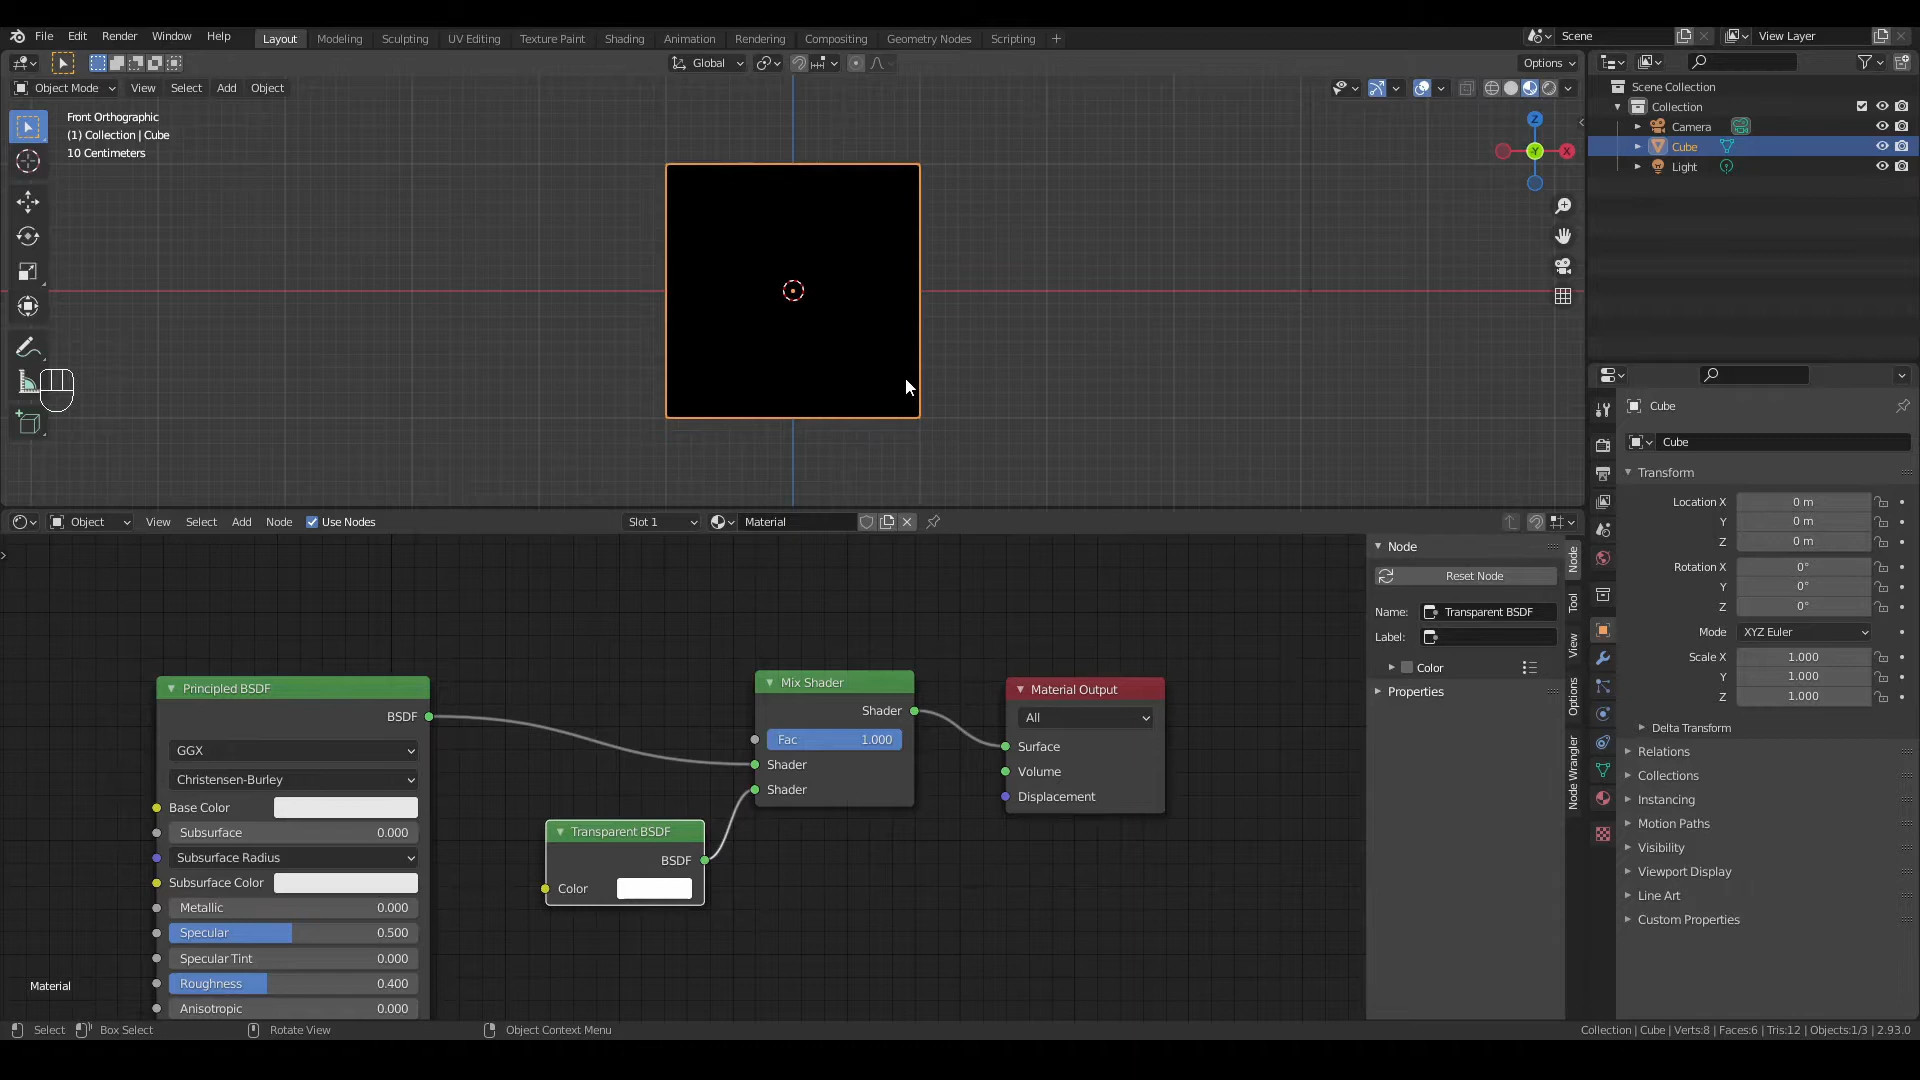 File Edit Render Window Help Layout Modeling Sculpting UV Editing Texture Paint Shading Animation Rendering Compositing Geometry Nodes Scripting + Scene View Layer
Global Options
Object Mode View Select Add Object
Front Orthographic
(1) Collection | Cube
10 Centimeters
Z
Y
X
Scene Collection
Collection
Camera
Cube
Light
Cube
Cube
Transform
Location X 0 m
Y 0 m
Z 0 m
Rotation X 0°
Y 0°
Z 0°
Mode XYZ Euler
Scale X 1.000
Y 1.000
Z 1.000
Delta Transform
Relations
Collections
Instancing
Motion Paths
Visibility
Viewport Display
Line Art
Custom Properties
Object View Select Add Node Use Nodes Slot 1 Material
Node
Reset Node
Name: Transparent BSDF
Label:
Color
Properties
Node
Tool
View
Options
Node Wrangler
Principled BSDF
BSDF
GGX
Christensen-Burley
Base Color
Subsurface 0.000
Subsurface Radius
Subsurface Color
Metallic 0.000
Specular 0.500
Specular Tint 0.000
Roughness 0.400
Anisotropic 0.000
Transparent BSDF
BSDF
Color
Mix Shader
Shader
Fac 1.000
Shader
Shader
Material Output
All
Surface
Volume
Displacement
Material
Select Box Select Rotate View Object Context Menu Collection | Cube | Verts:8 | Faces:6 | Tris:12 | Objects:1/3 | 2.93.0